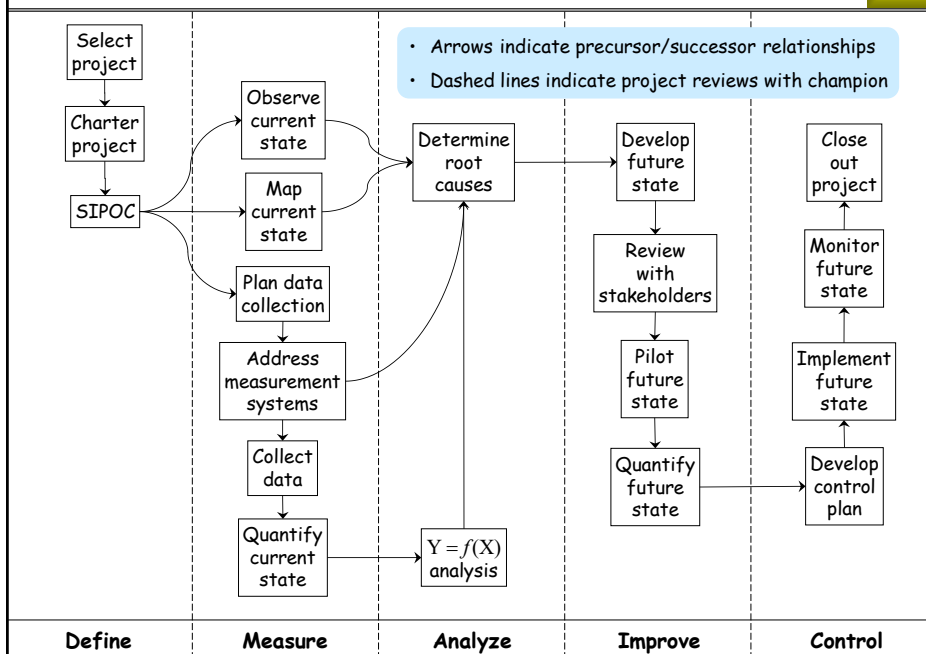 • Arrows indicate precursor/successor relationships
• Dashed lines indicate project reviews with champion
Select
project
Charter
project
SIPOC
Observe
current
state
Map
current
state
Plan data
collection
Address
measurement
systems
Collect
data
Quantify
current
state
Determine
root
causes
Y = f(X)
analysis
Develop
future
state
Review
with
stakeholders
Pilot
future
state
Quantify
future
state
Close
out
project
Monitor
future
state
Implement
future
state
Develop
control
plan
Define
Measure
Analyze
Improve
Control